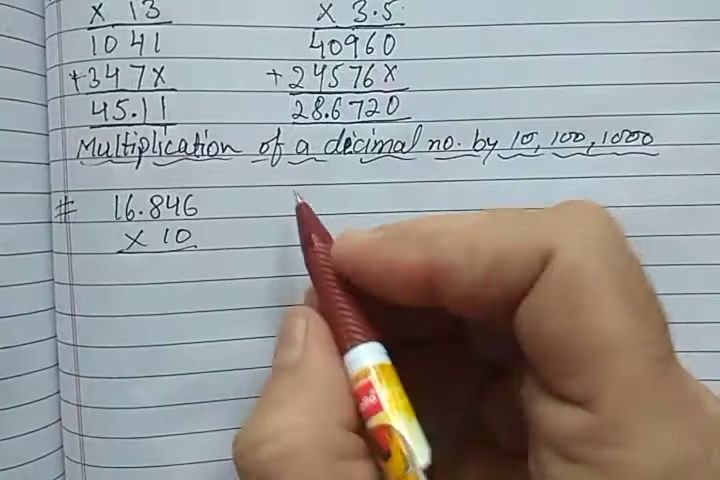 x 13 x 3.5
1041 40960
+347x +24576x
45.11 28.6720
Multiplication of a decimal no. by 10, 100, 1000
# 16.846
x 10